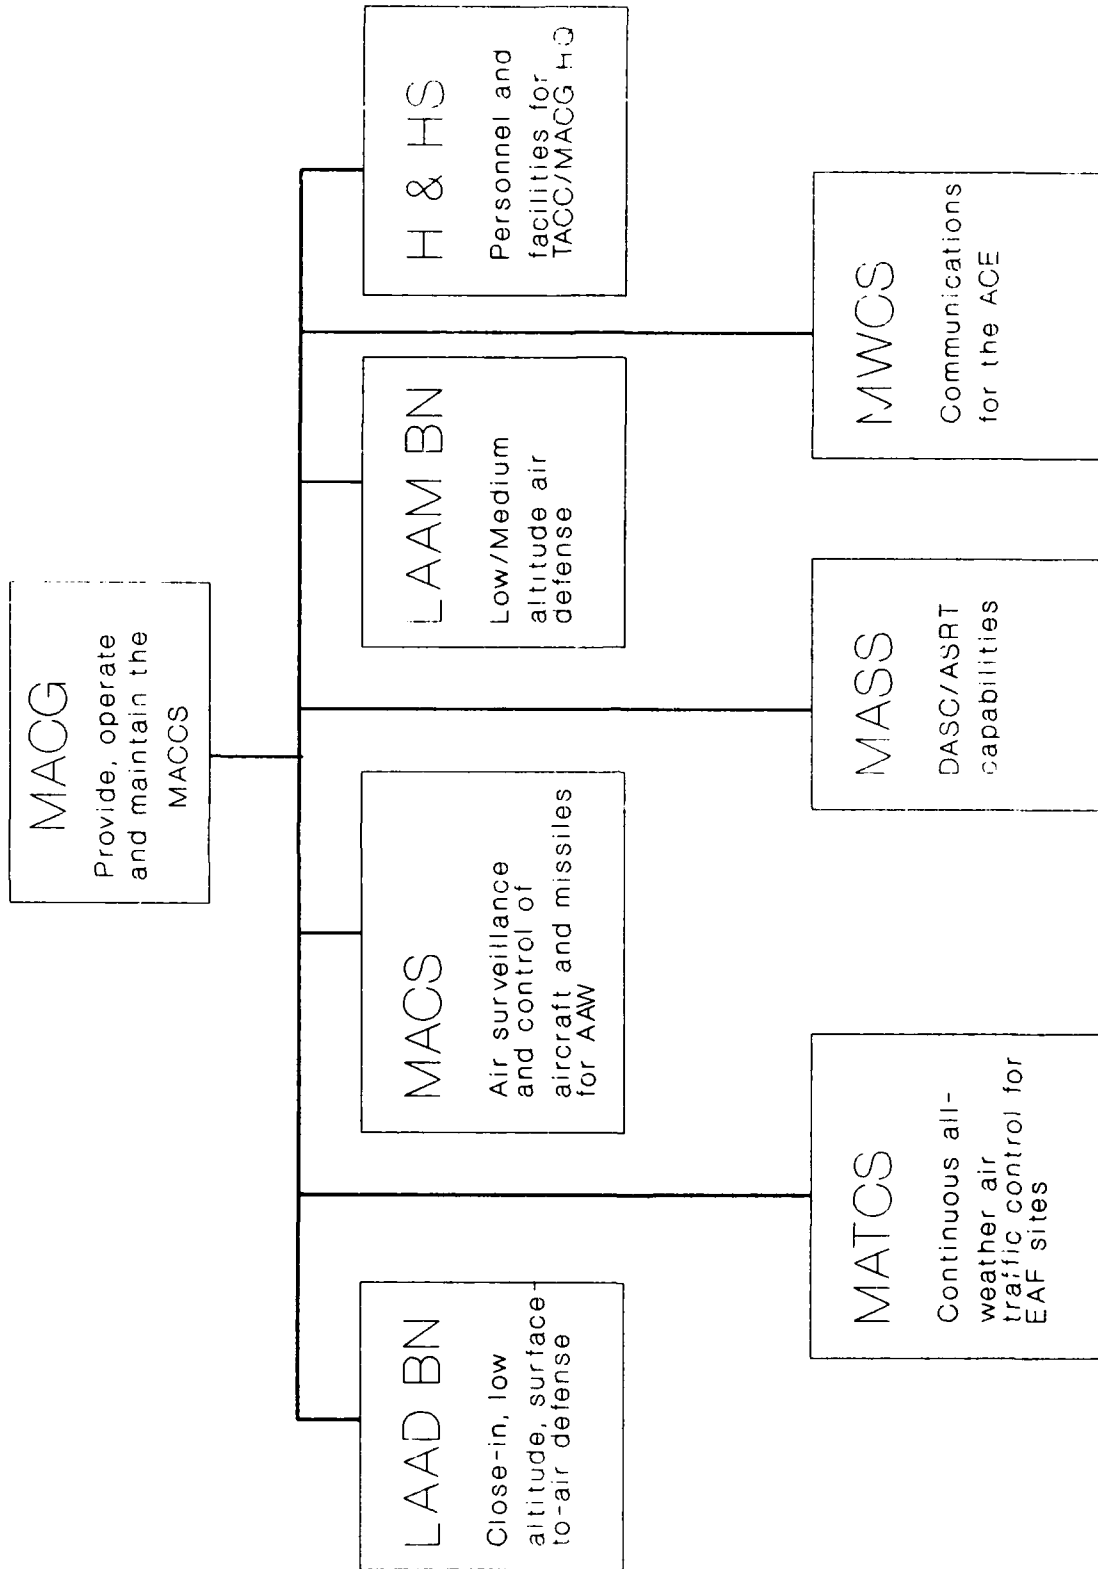 MACG
Provide, operate
and maintain the
MACCS
LAAD BN
Close-in, low
altitude, surface-
to-air defense
MACS
Air surveillance
and control of
aircraft and missiles
for AAW
LAAM BN
Low/Medium
altitude air
defense
H & HS
Personnel and
facilities for
TACC/MACG HQ
MATCS
Continuous all-
weather air
traffic control for
EAF sites
MASS
DASC/ASRT
capabilities
MWCS
Communications
for the ACE